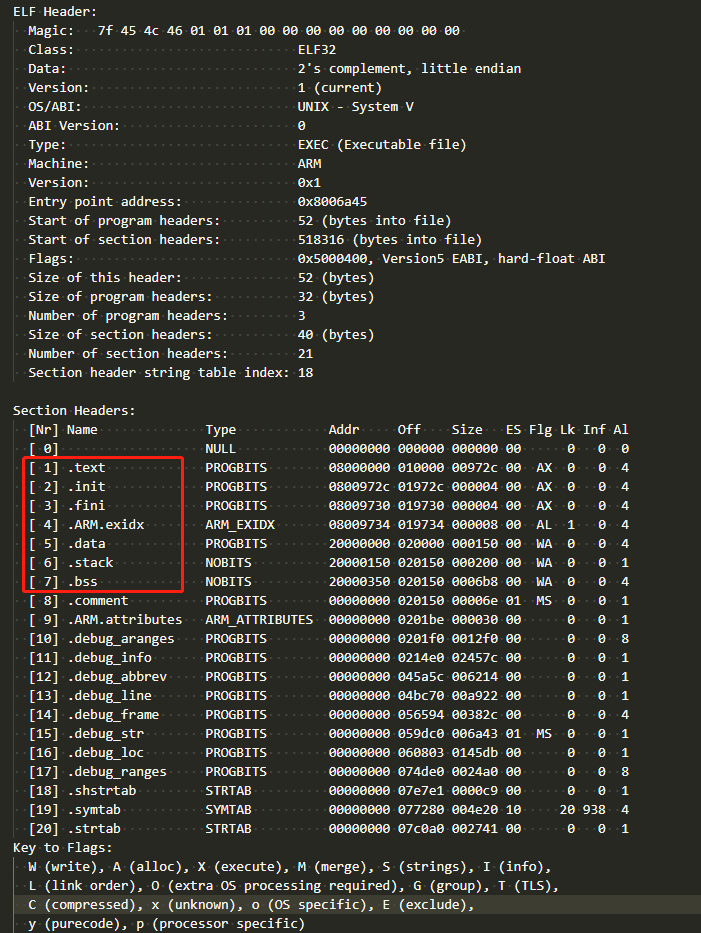 ELF Header:
  Magic:   7f 45 4c 46 01 01 01 00 00 00 00 00 00 00 00 00
  Class:                             ELF32
  Data:                              2's complement, little endian
  Version:                           1 (current)
  OS/ABI:                            UNIX - System V
  ABI Version:                       0
  Type:                              EXEC (Executable file)
  Machine:                           ARM
  Version:                           0x1
  Entry point address:               0x8006a45
  Start of program headers:          52 (bytes into file)
  Start of section headers:          518316 (bytes into file)
  Flags:                             0x5000400, Version5 EABI, hard-float ABI
  Size of this header:               52 (bytes)
  Size of program headers:           32 (bytes)
  Number of program headers:         3
  Size of section headers:           40 (bytes)
  Number of section headers:         21
  Section header string table index: 18

Section Headers:
  [Nr] Name              Type            Addr     Off    Size   ES Flg Lk Inf Al
  [ 0]                   NULL            00000000 000000 000000 00      0   0  0
  [ 1] .text             PROGBITS        08000000 010000 00972c 00  AX  0   0  4
  [ 2] .init             PROGBITS        0800972c 01972c 000004 00  AX  0   0  4
  [ 3] .fini             PROGBITS        08009730 019730 000004 00  AX  0   0  4
  [ 4] .ARM.exidx        ARM_EXIDX       08009734 019734 000008 00  AL  1   0  4
  [ 5] .data             PROGBITS        20000000 020000 000150 00  WA  0   0  4
  [ 6] .stack            NOBITS          20000150 020150 000200 00  WA  0   0  1
  [ 7] .bss              NOBITS          20000350 020150 0006b8 00  WA  0   0  4
  [ 8] .comment          PROGBITS        00000000 020150 00006e 01  MS  0   0  1
  [ 9] .ARM.attributes   ARM_ATTRIBUTES  00000000 0201be 000030 00      0   0  1
  [10] .debug_aranges    PROGBITS        00000000 0201f0 0012f0 00      0   0  8
  [11] .debug_info       PROGBITS        00000000 0214e0 02457c 00      0   0  1
  [12] .debug_abbrev     PROGBITS        00000000 045a5c 006214 00      0   0  1
  [13] .debug_line       PROGBITS        00000000 04bc70 00a922 00      0   0  1
  [14] .debug_frame      PROGBITS        00000000 056594 00382c 00      0   0  4
  [15] .debug_str        PROGBITS        00000000 059dc0 006a43 01  MS  0   0  1
  [16] .debug_loc        PROGBITS        00000000 060803 0145db 00      0   0  1
  [17] .debug_ranges     PROGBITS        00000000 074de0 0024a0 00      0   0  8
  [18] .shstrtab         STRTAB          00000000 07e7e1 0000c9 00      0   0  1
  [19] .symtab           SYMTAB          00000000 077280 004e20 10     20 938  4
  [20] .strtab           STRTAB          00000000 07c0a0 002741 00      0   0  1
Key to Flags:
  W (write), A (alloc), X (execute), M (merge), S (strings), I (info),
  L (link order), O (extra OS processing required), G (group), T (TLS),
  C (compressed), x (unknown), o (OS specific), E (exclude),
  y (purecode), p (processor specific)